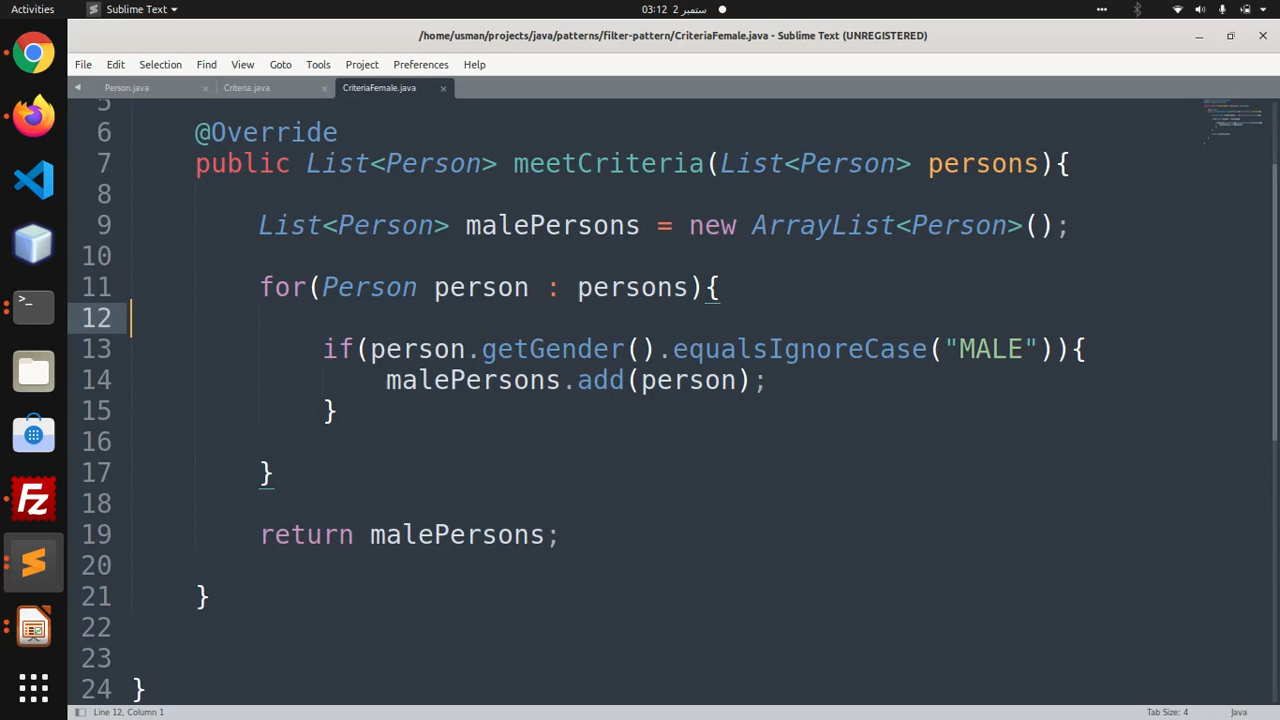 Activities Sublime Text 03:12 2 ستمبر
/home/usman/projects/java/patterns/filter-pattern/CriteriaFemale.java - Sublime Text (UNREGISTERED)
File Edit Selection Find View Goto Tools Project Preferences Help
Person.java Criteria.java CriteriaFemale.java
5
6 @Override
7 public List<Person> meetCriteria(List<Person> persons){
8
9 List<Person> malePersons = new ArrayList<Person>();
10
11 for(Person person : persons){
12
13 if(person.getGender().equalsIgnoreCase("MALE")){
14 malePersons.add(person);
15 }
16
17 }
18
19 return malePersons;
20
21 }
22
23
24 }
Line 12, Column 1 Tab Size: 4 Java